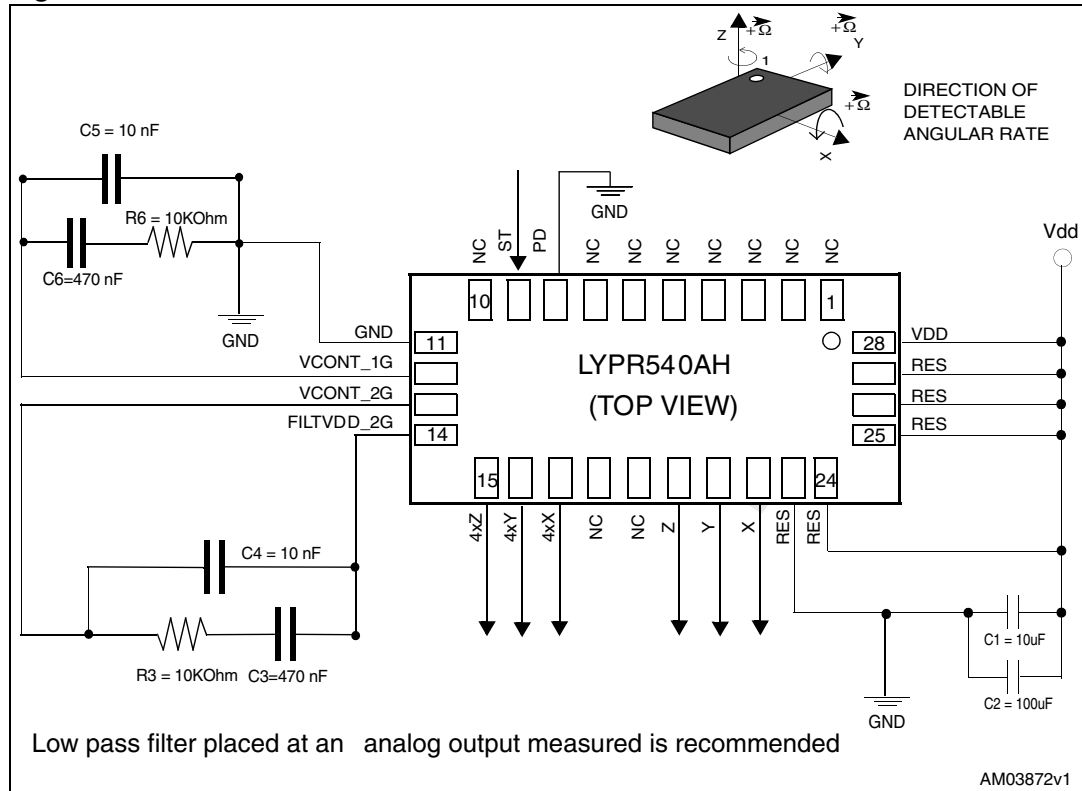 Z
+Ω
+Ω
Y
1
+Ω
X
DIRECTION OF
DETECTABLE
ANGULAR RATE
C5 = 10 nF
R6 = 10KOhm
C6=470 nF
GND
GND
Vdd
NC
ST
PD
NC
NC
NC
NC
NC
NC
NC
10
1
GND
11
VCONT_1G
VCONT_2G
FILTVDD_2G
14
LYPR540AH
(TOP VIEW)
28
VDD
RES
RES
25
RES
15
24
4xZ
4xY
4xX
NC
NC
Z
Y
X
RES
RES
C4 = 10 nF
R3 = 10KOhm
C3=470 nF
C1 = 10uF
C2 = 100uF
GND
Low pass filter placed at an analog output measured is recommended
AM03872v1